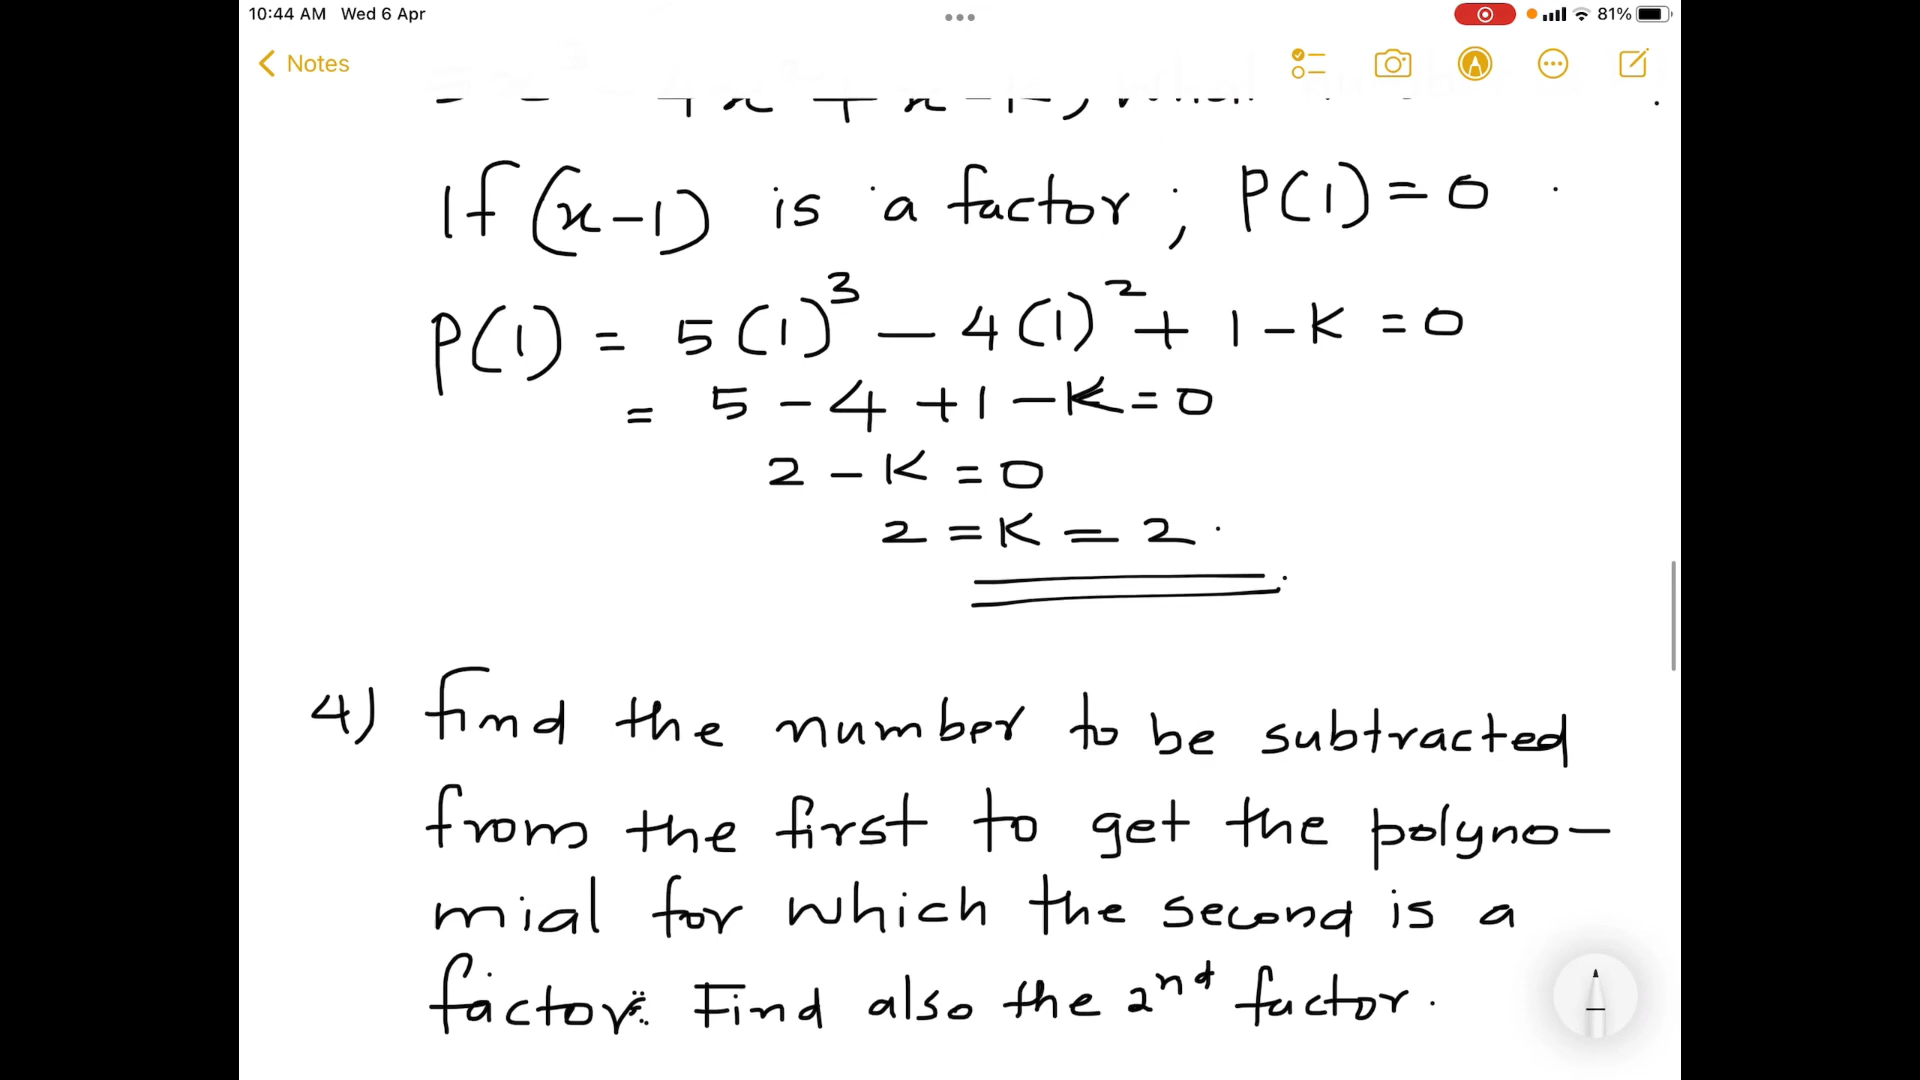 10:44 AM Wed 6 Apr
81%
Notes
If (x-1) is a factor ; P(1) = 0
P(1) = 5(1)³ - 4(1)² + 1 - K = 0
= 5 - 4 + 1 - K = 0
2 - K = 0
2 = K = 2
4) Find the number to be subtracted
from the first to get the polyno-
mial for which the second is a
factor. Find also the 2nd factor.